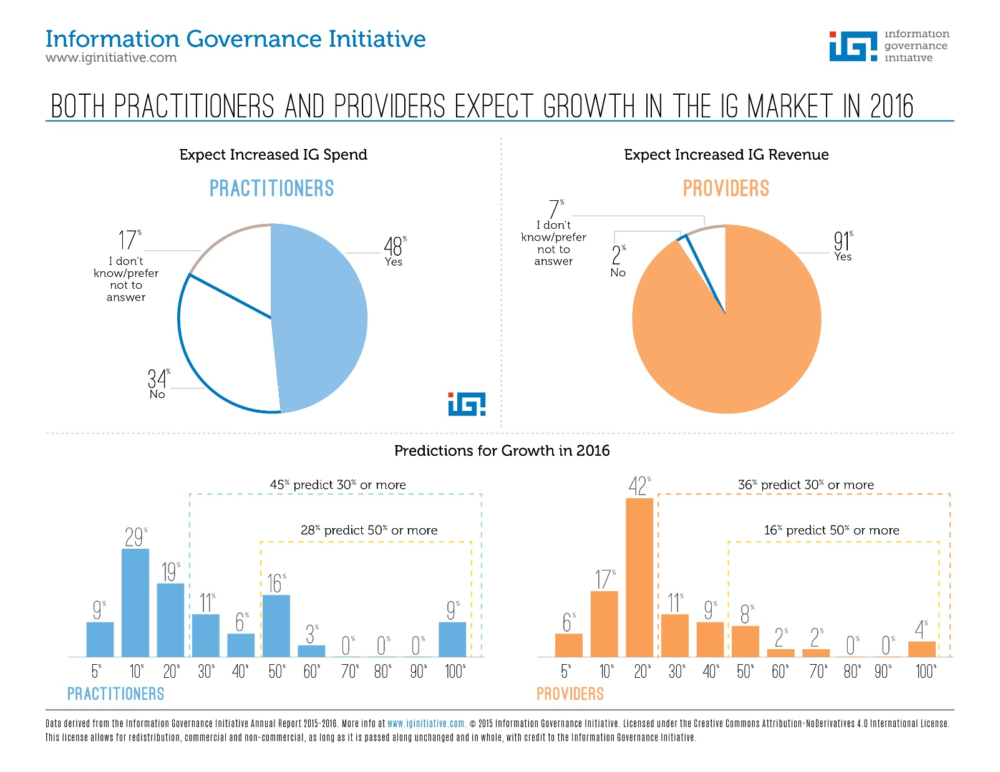 Information Governance Initiative
www.iginitiative.com
iG!
information
governance
initiative
BOTH PRACTITIONERS AND PROVIDERS EXPECT GROWTH IN THE IG MARKET IN 2016
Expect Increased IG Spend
PRACTITIONERS
17%
I don't
know/prefer
not to
answer
48%
Yes
34%
No
iG!
Expect Increased IG Revenue
PROVIDERS
7%
I don't
know/prefer
not to
answer
2%
No
91%
Yes
Predictions for Growth in 2016
45% predict 30% or more
28% predict 50% or more
9% 29% 19% 11% 6% 16% 3% 0% 0% 0% 9%
5% 10% 20% 30% 40% 50% 60% 70% 80% 90% 100%
PRACTITIONERS
36% predict 30% or more
16% predict 50% or more
6% 17% 42% 11% 9% 8% 2% 2% 0% 0% 4%
5% 10% 20% 30% 40% 50% 60% 70% 80% 90% 100%
PROVIDERS
Data derived from the Information Governance Initiative Annual Report 2015-2016. More info at www.iginitiative.com. © 2015 Information Governance Initiative. Licensed under the Creative Commons Attribution-NoDerivatives 4.0 International License.
This license allows for redistribution, commercial and non-commercial, as long as it is passed along unchanged and in whole, with credit to the Information Governance Initiative.